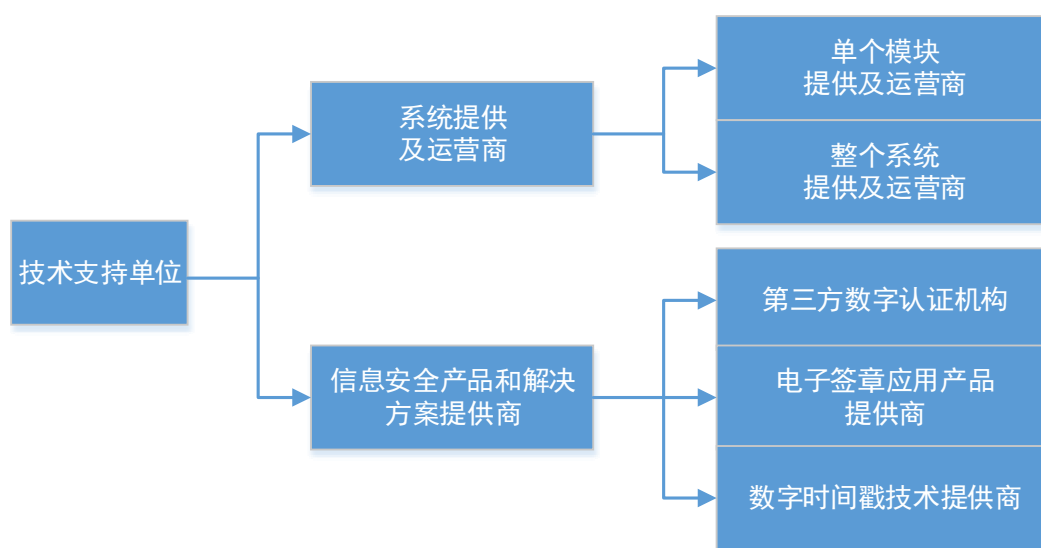 单个模块
提供及运营商
系统提供
及运营商
整个系统
提供及运营商
技术支持单位
第三方数字认证机构
信息安全产品和解决
方案提供商
电子签章应用产品
提供商
数字时间戳技术提供商